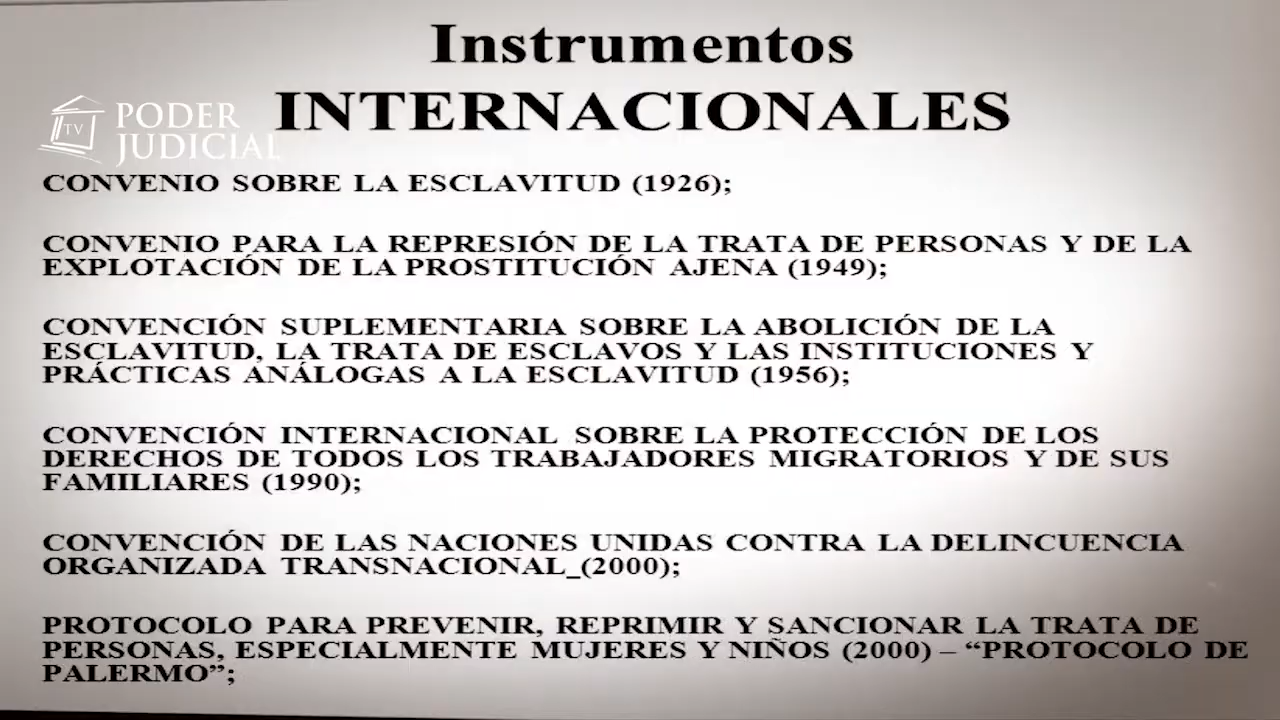 Instrumentos
INTERNACIONALES
TV
PODER
JUDICIAL
CONVENIO SOBRE LA ESCLAVITUD (1926);
CONVENIO PARA LA REPRESIÓN DE LA TRATA DE PERSONAS Y DE LA
EXPLOTACIÓN DE LA PROSTITUCIÓN AJENA (1949);
CONVENCIÓN SUPLEMENTARIA SOBRE LA ABOLICIÓN DE LA
ESCLAVITUD, LA TRATA DE ESCLAVOS Y LAS INSTITUCIONES Y
PRÁCTICAS ANÁLOGAS A LA ESCLAVITUD (1956);
CONVENCIÓN INTERNACIONAL SOBRE LA PROTECCIÓN DE LOS
DERECHOS DE TODOS LOS TRABAJADORES MIGRATORIOS Y DE SUS
FAMILIARES (1990);
CONVENCIÓN DE LAS NACIONES UNIDAS CONTRA LA DELINCUENCIA
ORGANIZADA TRANSNACIONAL_(2000);
PROTOCOLO PARA PREVENIR, REPRIMIR Y SANCIONAR LA TRATA DE
PERSONAS, ESPECIALMENTE MUJERES Y NIÑOS (2000) – “PROTOCOLO DE
PALERMO”;